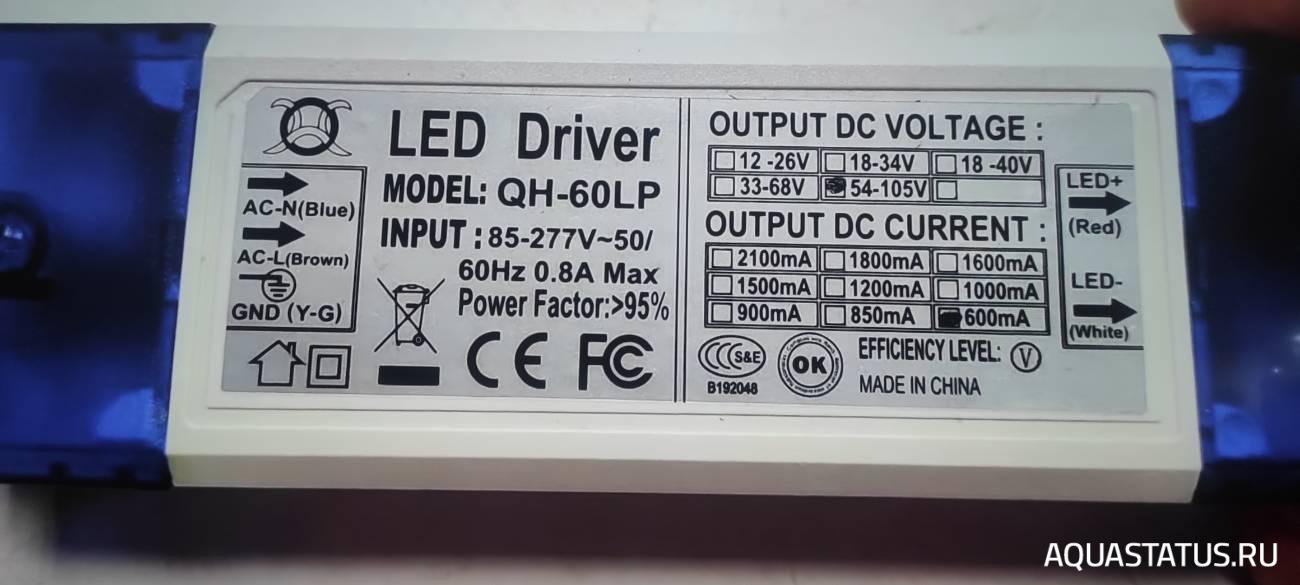 LED Driver
MODEL: QH-60LP
INPUT : 85-277V~50/
60Hz 0.8A Max
Power Factor:>95%
AC-N(Blue)
AC-L(Brown)
GND (Y-G)
CE FC
OUTPUT DC VOLTAGE :
12 -26V 18-34V 18 -40V
33-68V 54-105V
OUTPUT DC CURRENT :
2100mA 1800mA 1600mA
1500mA 1200mA 1000mA
900mA 850mA 600mA
LED+
(Red)
LED-
(White)
S&E
B192048
OK
EFFICIENCY LEVEL: V
MADE IN CHINA
AQUASTATUS.RU